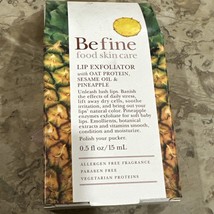 Befine
food skin care
LIP EXFOLIATOR
with OAT PROTEIN,
SESAME OIL &
PINEAPPLE
Unleash lush lips. Banish
the effects of daily stress,
lift away dry cells, soothe
irritation, and bring out your
lips' natural color. Pineapple
enzymes exfoliate for soft baby
lips. Emollients, botanical
extracts and vitamins smooth,
condition and moisturize.
Polish your pucker.
0.5 fl oz/15 mL
ALLERGEN FREE FRAGRANCE
PARABEN FREE
VEGETARIAN PROTEINS